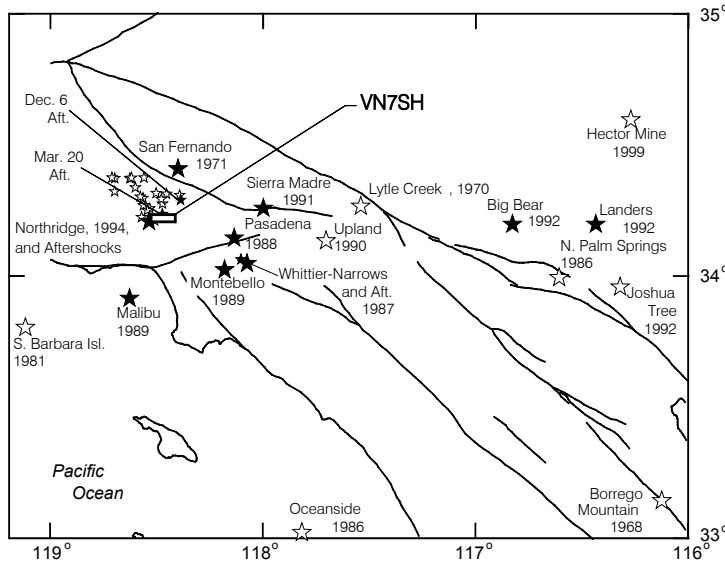 35°
Dec. 6
Aft.
VN7SH
San Fernando
1971
Hector Mine
1999
Mar. 20
Aft.
Sierra Madre
1991
Lytle Creek , 1970
Big Bear
1992
Landers
1992
Northridge, 1994,
and Aftershocks
Pasadena
1988
Upland
1990
N. Palm Springs
1986
34°
Whittier-Narrows
and Aft.
1987
Montebello
1989
Joshua
Tree
1992
Malibu
1989
S. Barbara Isl.
1981
Pacific
Ocean
Oceanside
1986
Borrego
Mountain
1968
33°
119° 118° 117° 116°